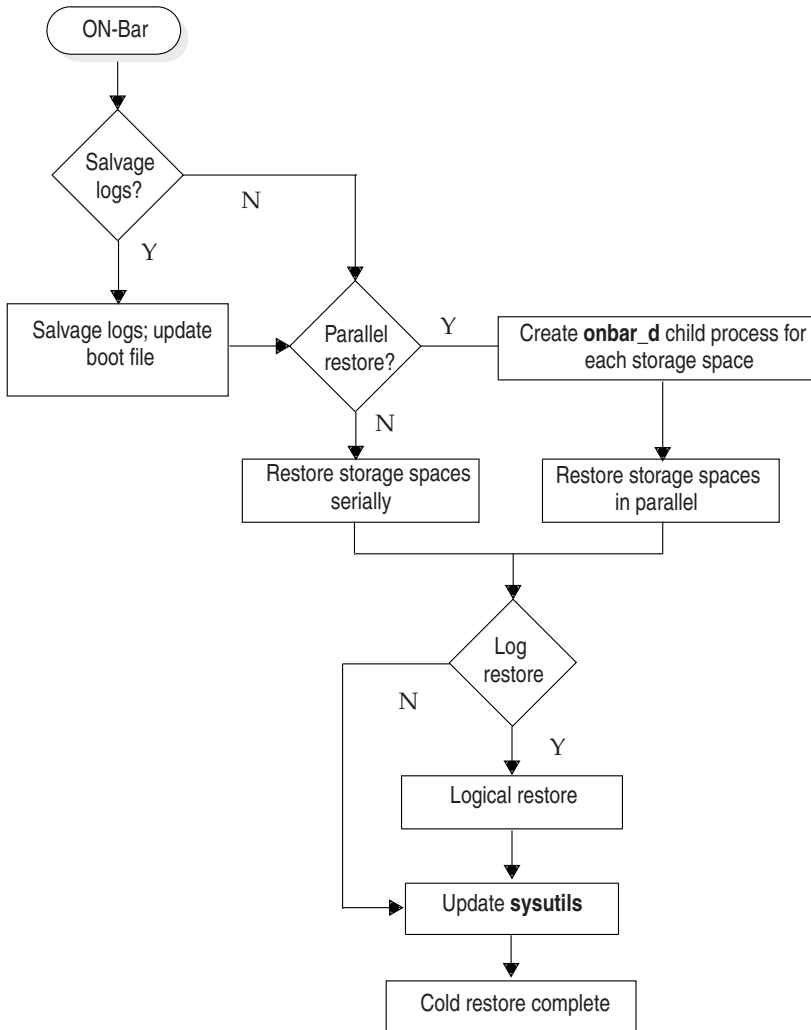 ON-Bar
Salvage
logs?
N
Y
Salvage logs; update
boot file
Parallel
restore?
Y
Create onbar_d child process for
each storage space
N
Restore storage spaces
serially
Restore storage spaces
in parallel
Log
restore
N
Y
Logical restore
Update sysutils
Cold restore complete